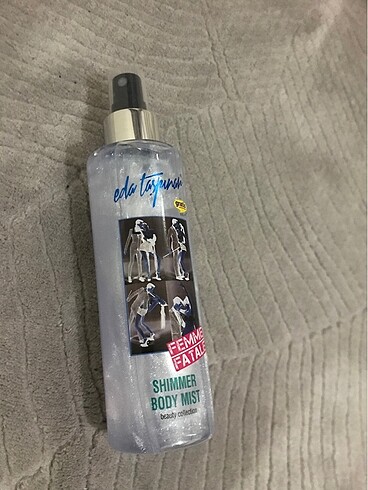 eda taşpınar
FEMME
FATALE
SHIMMER
BODY MIST
beauty collection